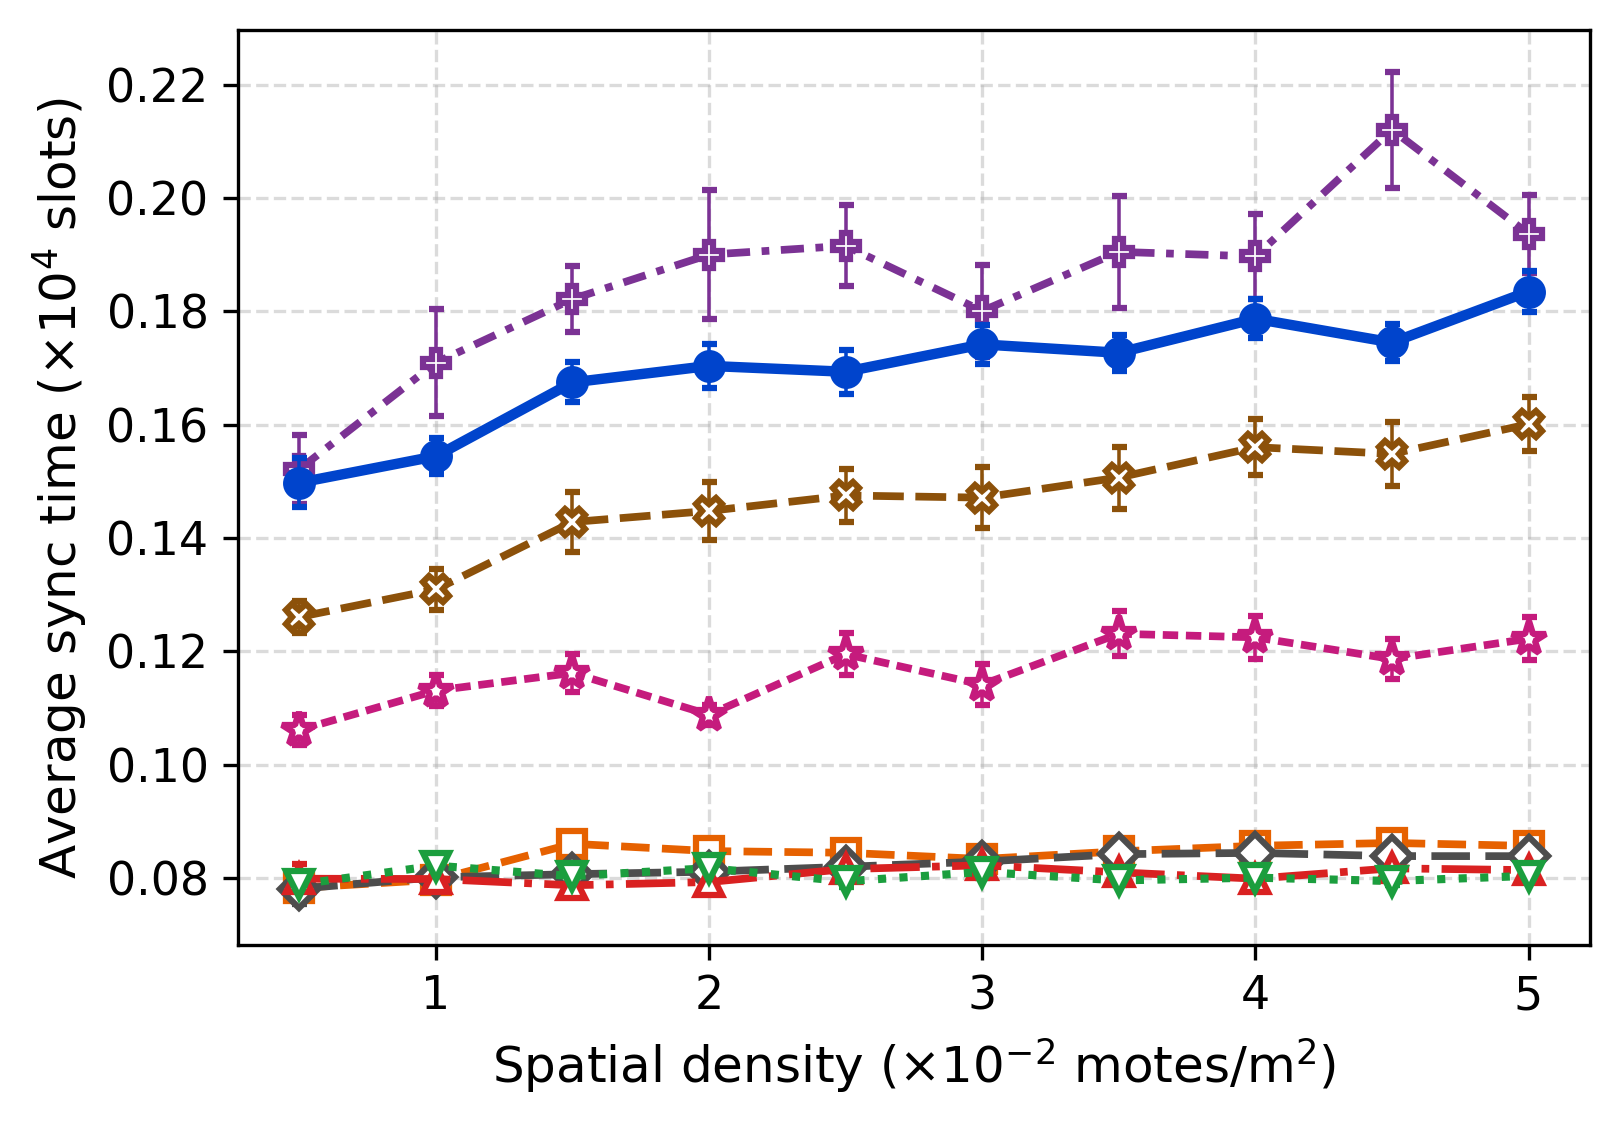 Average sync time (×10⁴ slots)
0.22
0.20
0.18
0.16
0.14
0.12
0.10
0.08
1 2 3 4 5
Spatial density (×10⁻² motes/m²)